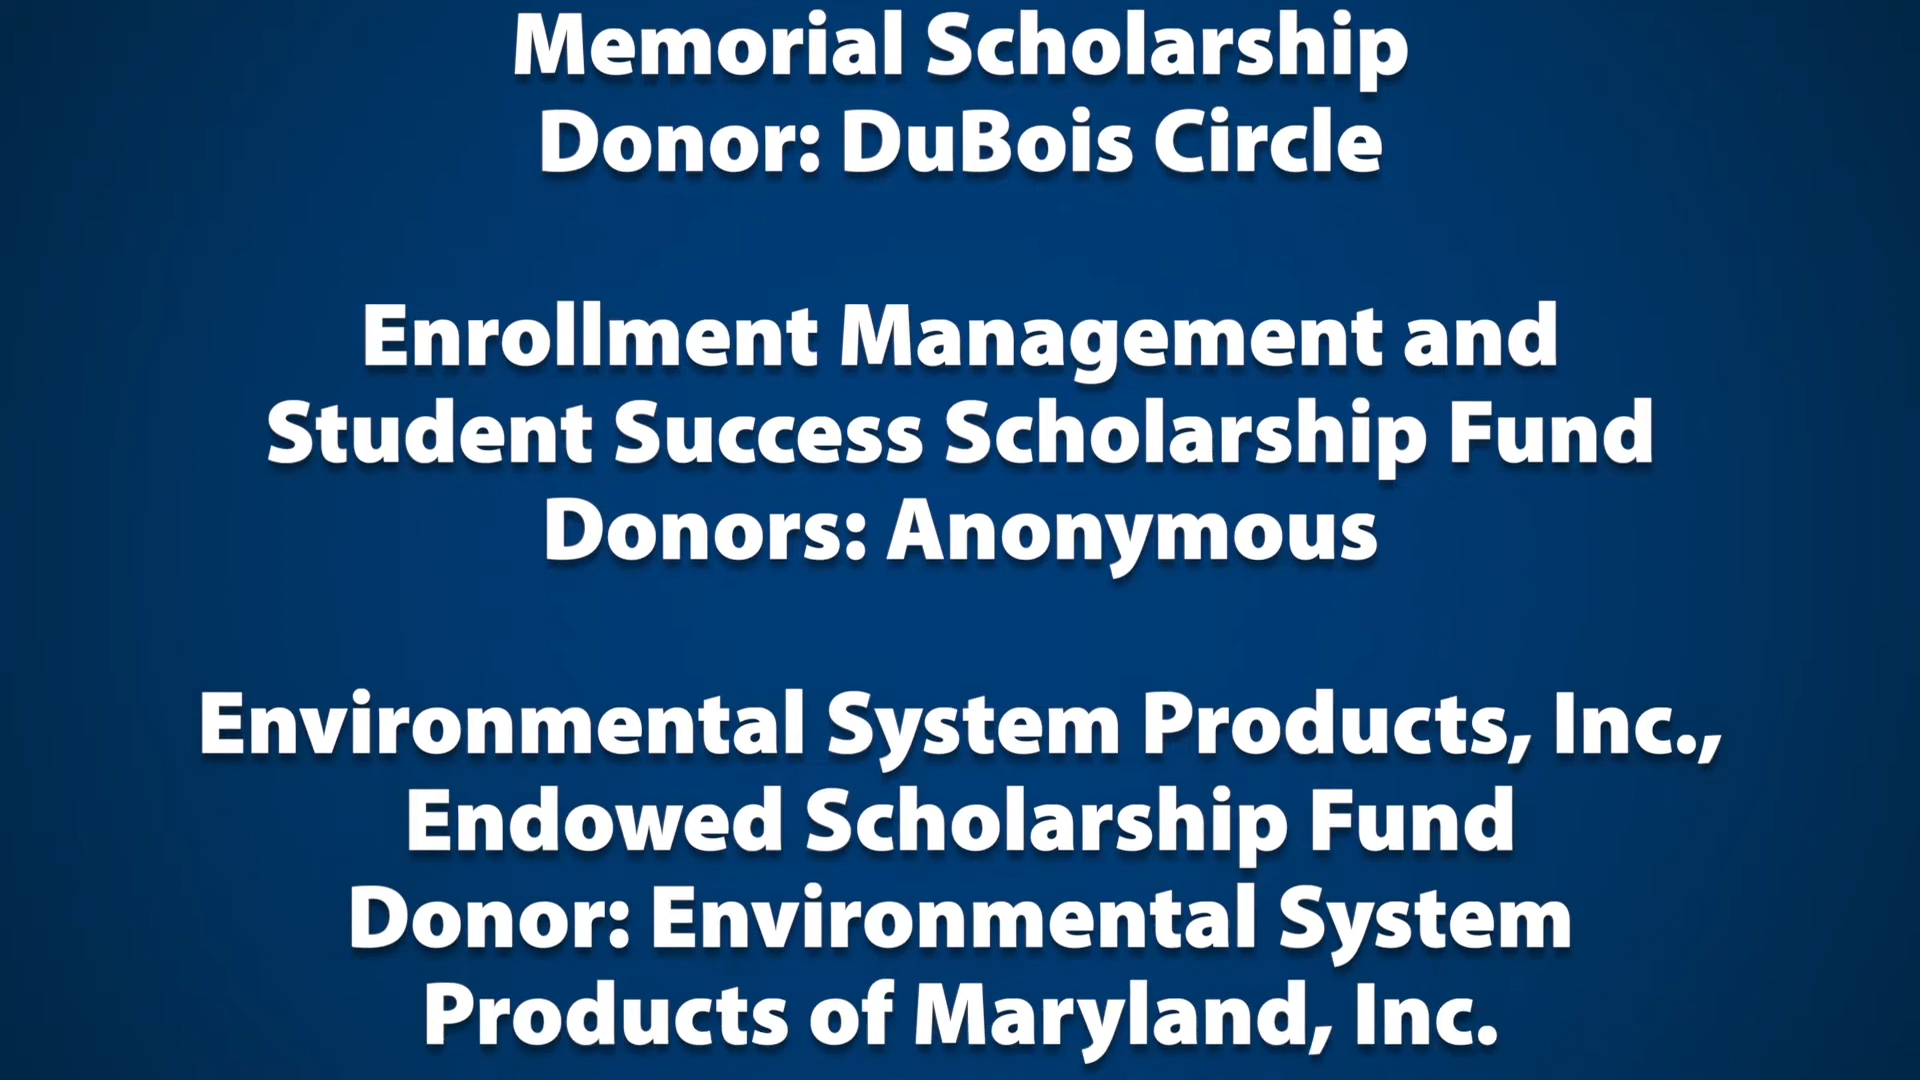 Memorial Scholarship
Donor: DuBois Circle
Enrollment Management and
Student Success Scholarship Fund
Donors: Anonymous
Environmental System Products, Inc.,
Endowed Scholarship Fund
Donor: Environmental System
Products of Maryland, Inc.